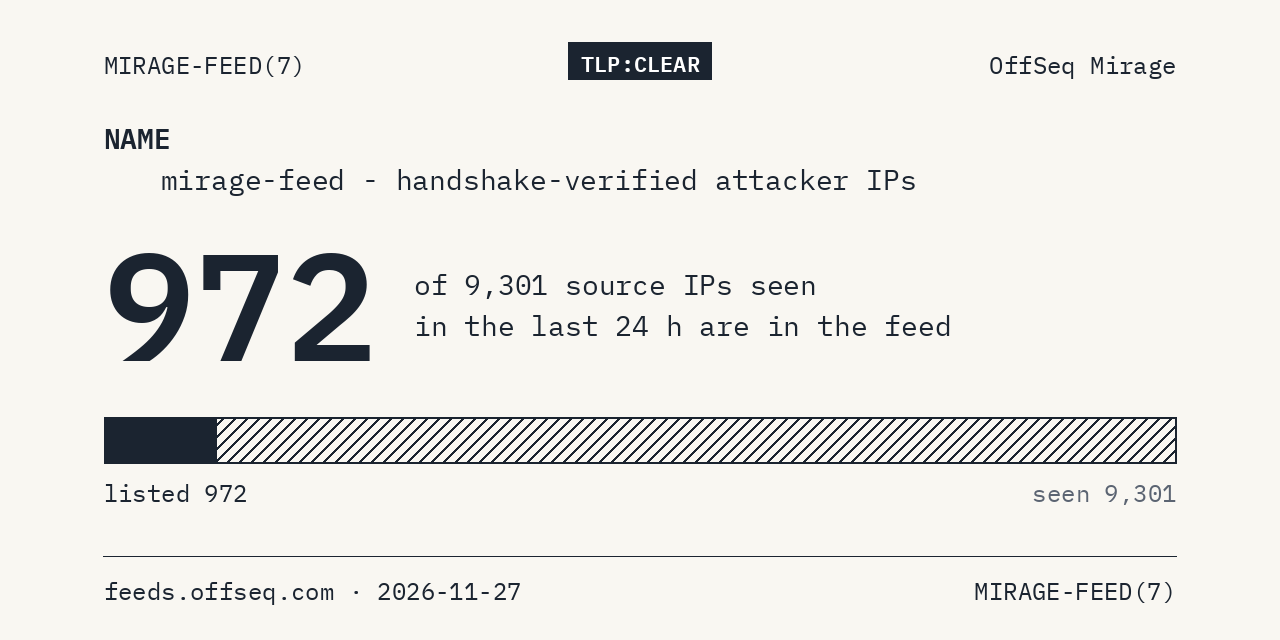 MIRAGE-FEED(7)
TLP:CLEAR
OffSeq Mirage
NAME
mirage-feed - handshake-verified attacker IPs
972
of 9,301 source IPs seen
in the last 24 h are in the feed
listed 972
seen 9,301
feeds.offseq.com · 2026-11-27
MIRAGE-FEED(7)